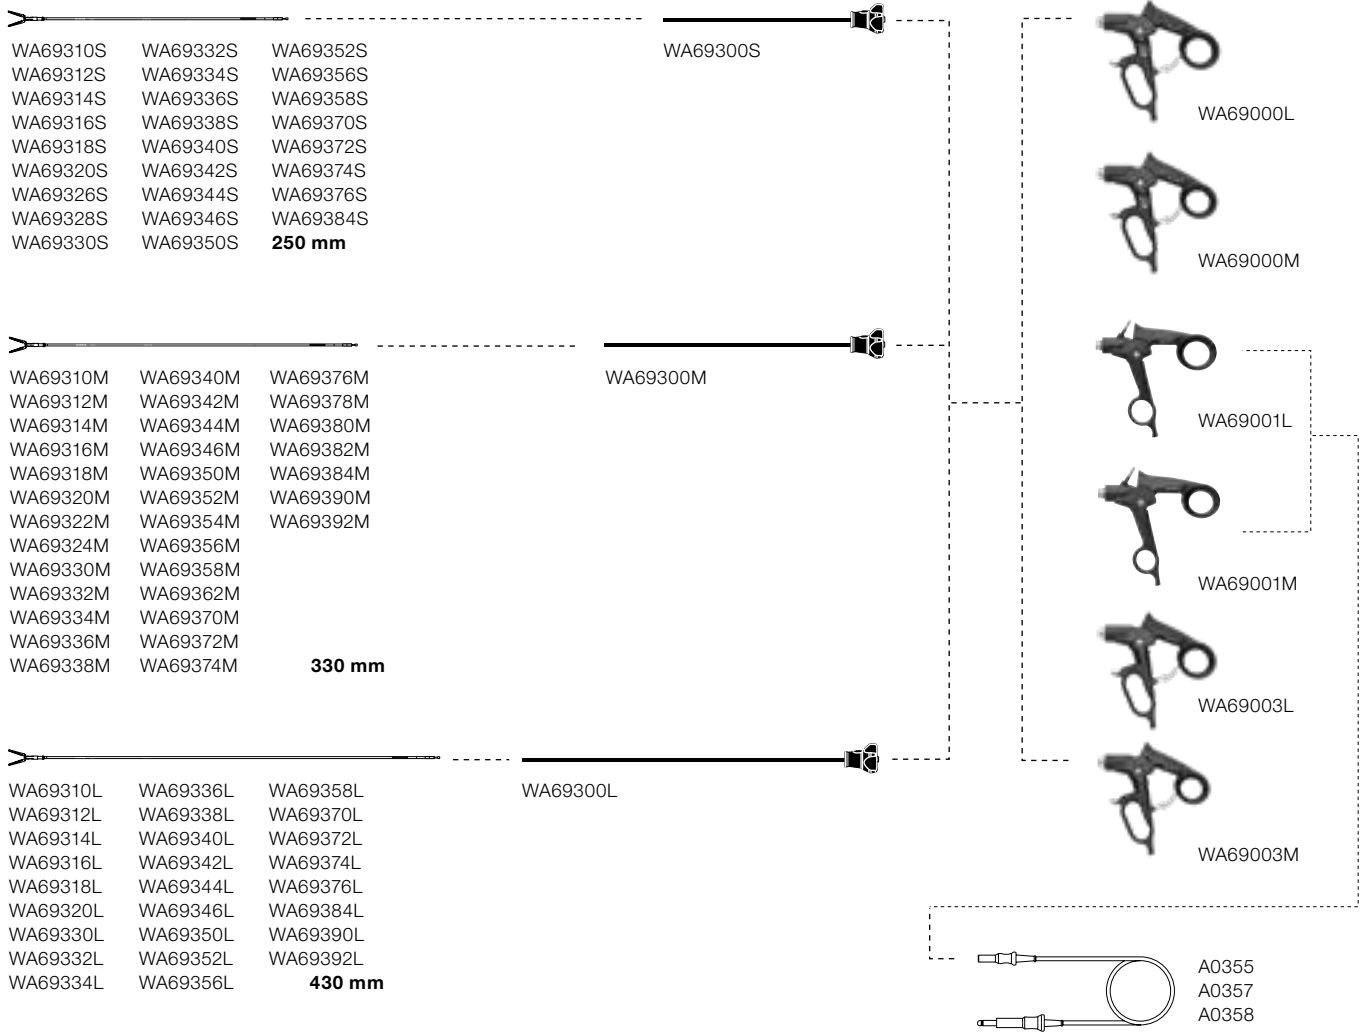 WA69310S WA69332S WA69352S
WA69312S WA69334S WA69356S
WA69314S WA69336S WA69358S
WA69316S WA69338S WA69370S
WA69318S WA69340S WA69372S
WA69320S WA69342S WA69374S
WA69326S WA69344S WA69376S
WA69328S WA69346S WA69384S
WA69330S WA69350S 250 mm
WA69300S
WA69310M WA69340M WA69376M
WA69312M WA69342M WA69378M
WA69314M WA69344M WA69380M
WA69316M WA69346M WA69382M
WA69318M WA69350M WA69384M
WA69320M WA69352M WA69390M
WA69322M WA69354M WA69392M
WA69324M WA69356M
WA69330M WA69358M
WA69332M WA69362M
WA69334M WA69370M
WA69336M WA69372M
WA69338M WA69374M 330 mm
WA69300M
WA69310L WA69336L WA69358L
WA69312L WA69338L WA69370L
WA69314L WA69340L WA69372L
WA69316L WA69342L WA69374L
WA69318L WA69344L WA69376L
WA69320L WA69346L WA69384L
WA69330L WA69350L WA69390L
WA69332L WA69352L WA69392L
WA69334L WA69356L 430 mm
WA69300L
WA69000L
WA69000M
WA69001L
WA69001M
WA69003L
WA69003M
A0355
A0357
A0358